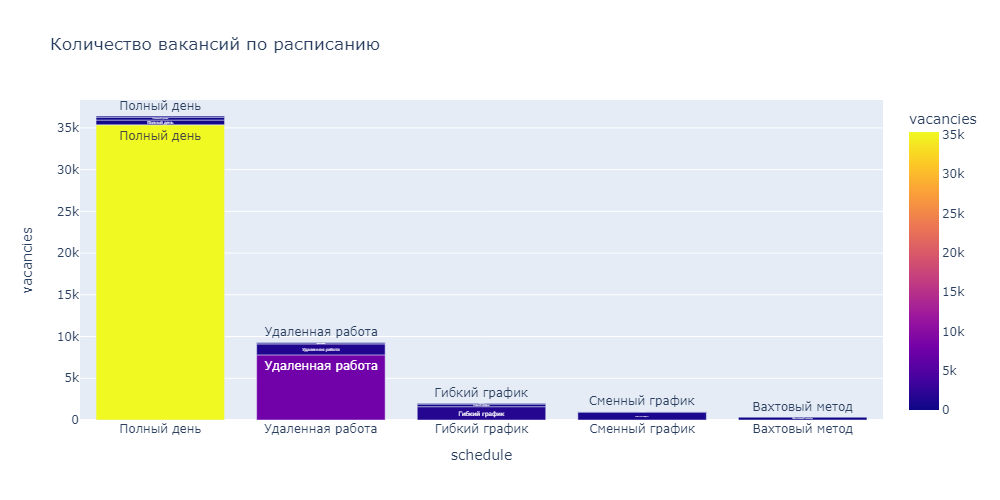 Количество вакансий по расписанию
vacancies
35k
30k
25k
20k
15k
10k
5k
0
Полный день
Полный день
Полный день
Удаленная работа
Удаленная работа
Удаленная работа
Гибкий график
Гибкий график
Сменный график
Вахтовый метод
Полный день
Удаленная работа
Гибкий график
Сменный график
Вахтовый метод
schedule
vacancies
35k
30k
25k
20k
15k
10k
5k
0